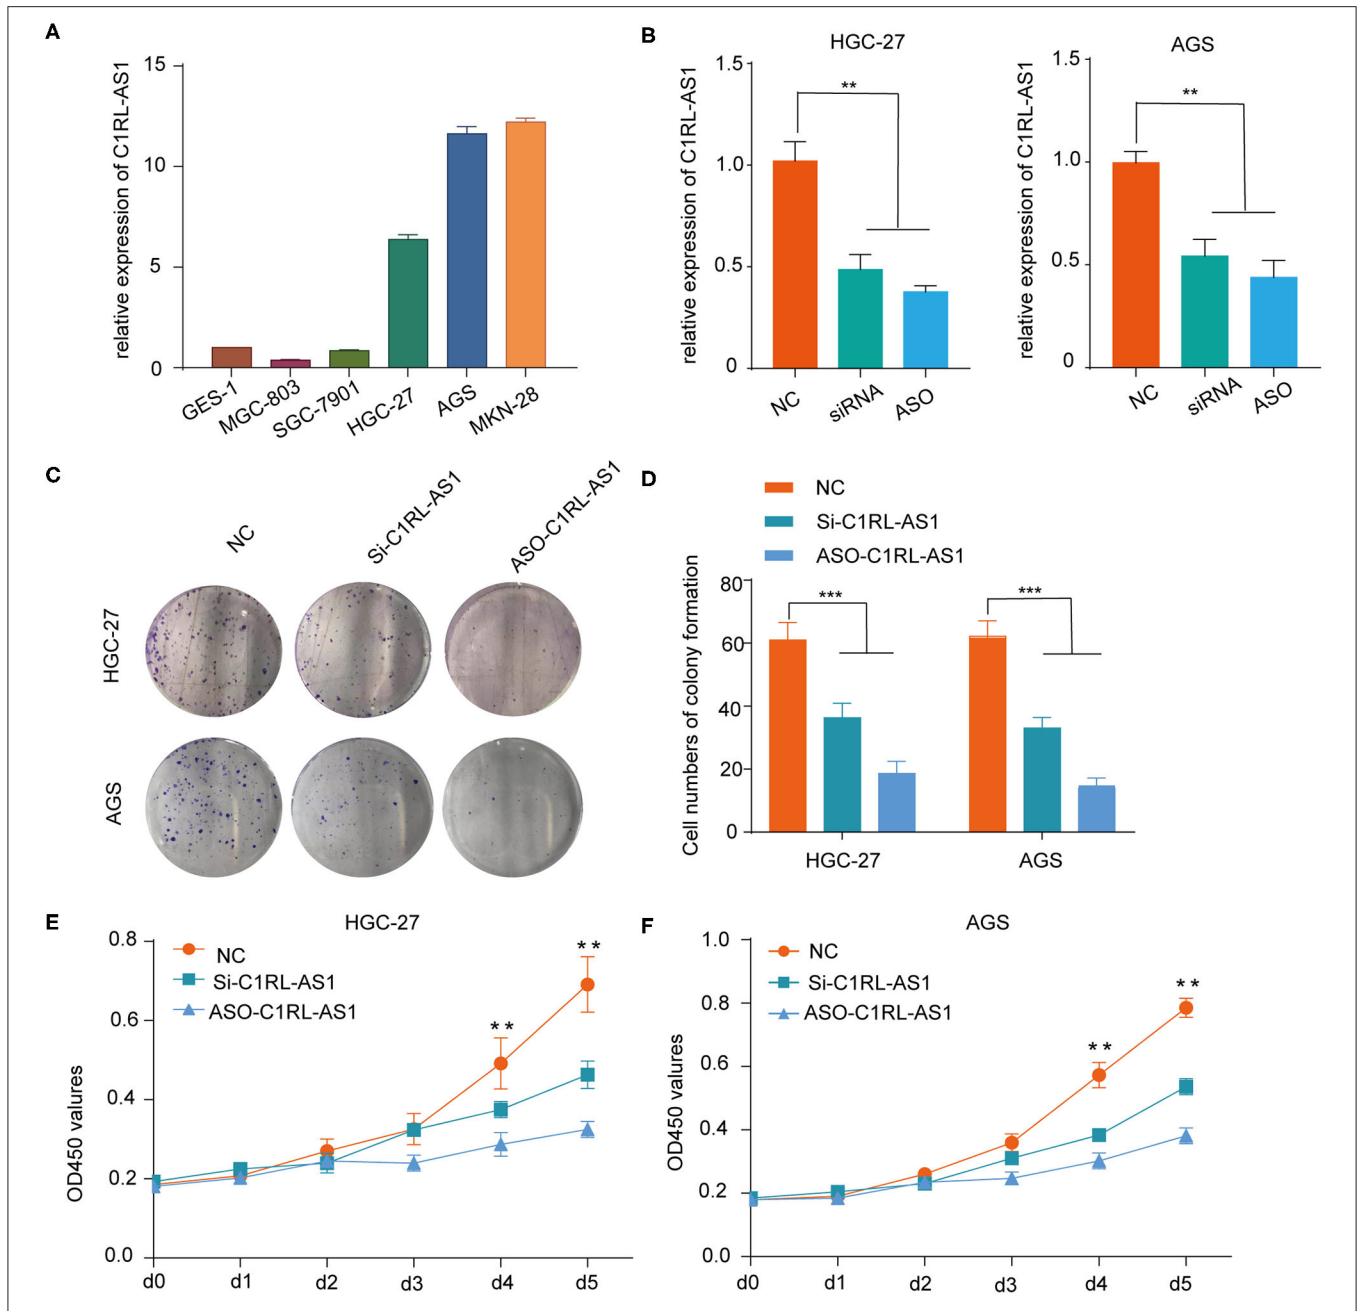 A
relative expression of C1RL-AS1
15
10
5
0
GES-1
MGC-803
SGC-7901
HGC-27
AGS
MKN-28
B
HGC-27
relative expression of C1RL-AS1
1.5
1.0
0.5
0
**
NC
siRNA
ASO
AGS
relative expression of C1RL-AS1
1.5
1.0
0.5
0
**
NC
siRNA
ASO
C
NC
Si-C1RL-AS1
ASO-C1RL-AS1
HGC-27
AGS
D
NC
Si-C1RL-AS1
ASO-C1RL-AS1
Cell numbers of colony formation
80
60
40
20
0
***
***
HGC-27
AGS
E
HGC-27
OD450 valures
0.8
0.6
0.4
0.2
0.0
NC
Si-C1RL-AS1
ASO-C1RL-AS1
**
**
d0
d1
d2
d3
d4
d5
F
AGS
OD450 valures
1.0
0.8
0.6
0.4
0.2
0.0
NC
Si-C1RL-AS1
ASO-C1RL-AS1
**
**
d0
d1
d2
d3
d4
d5